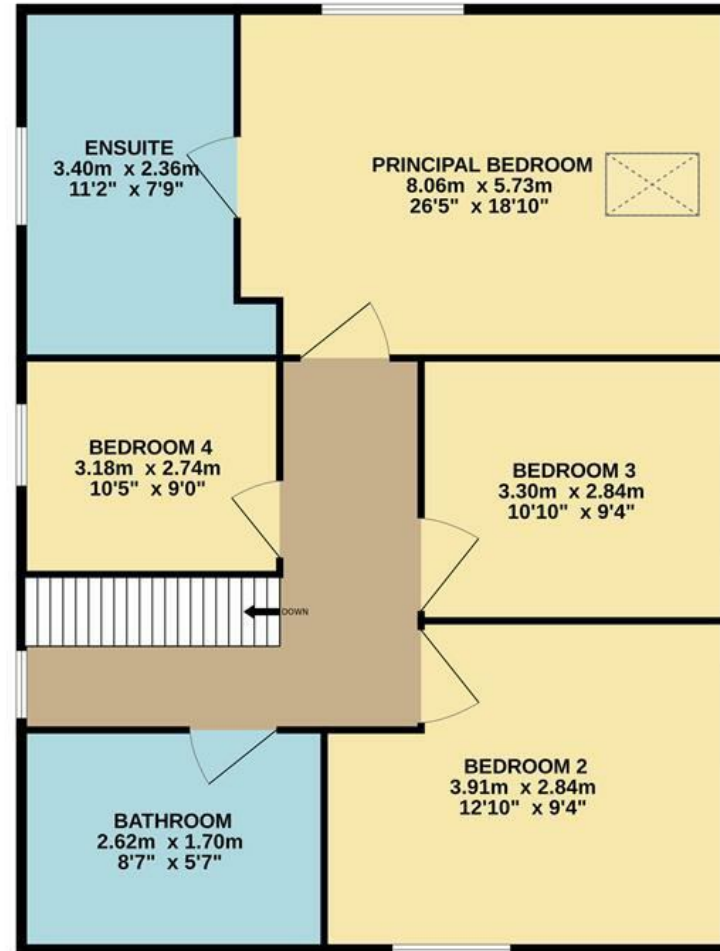 ENSUITE
3.40m x 2.36m
11'2" x 7'9"
PRINCIPAL BEDROOM
8.06m x 5.73m
26'5" x 18'10"
BEDROOM 4
3.18m x 2.74m
10'5" x 9'0"
BEDROOM 3
3.30m x 2.84m
10'10" x 9'4"
DOWN
BEDROOM 2
3.91m x 2.84m
12'10" x 9'4"
BATHROOM
2.62m x 1.70m
8'7" x 5'7"